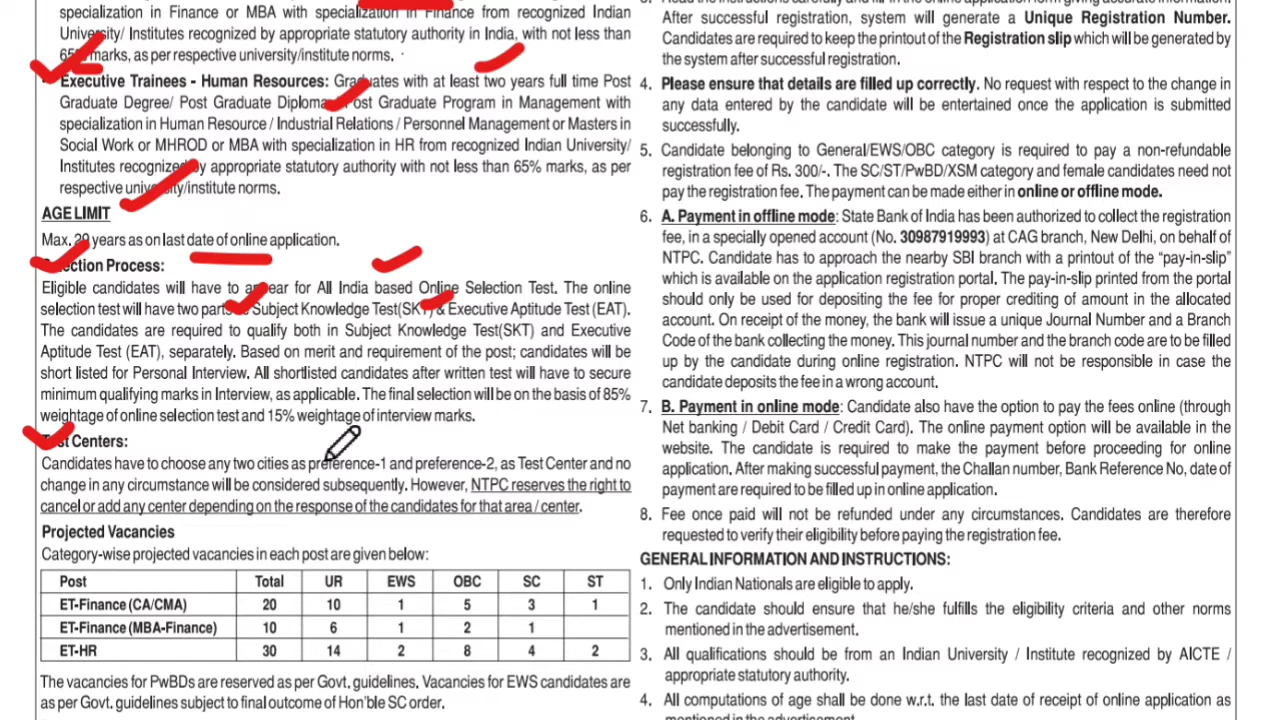 specialization in Finance or MBA with specialization in Finance from recognized Indian
University/ Institutes recognized by appropriate statutory authority in India, with not less than
65% marks, as per respective university/institute norms.
Executive Trainees - Human Resources: Graduates with at least two years full time Post
Graduate Degree/ Post Graduate Diploma/ Post Graduate Program in Management with
specialization in Human Resource / Industrial Relations / Personnel Management or Masters in
Social Work or MHROD or MBA with specialization in HR from recognized Indian University/
Institutes recognized by appropriate statutory authority with not less than 65% marks, as per
respective university/institute norms.
AGE LIMIT
Max. 29 years as on last date of online application.
Selection Process:
Eligible candidates will have to appear for All India based Online Selection Test. The online
selection test will have two parts Subject Knowledge Test(SKT) & Executive Aptitude Test (EAT).
The candidates are required to qualify both in Subject Knowledge Test(SKT) and Executive
Aptitude Test (EAT), separately. Based on merit and requirement of the post; candidates will be
short listed for Personal Interview. All shortlisted candidates after written test will have to secure
minimum qualifying marks in Interview, as applicable. The final selection will be on the basis of 85%
weightage of online selection test and 15% weightage of interview marks.
Test Centers:
Candidates have to choose any two cities as preference-1 and preference-2, as Test Center and no
change in any circumstance will be considered subsequently. However, NTPC reserves the right to
cancel or add any center depending on the response of the candidates for that area / center.
Projected Vacancies
Category-wise projected vacancies in each post are given below:
Post Total UR EWS OBC SC ST
ET-Finance (CA/CMA) 20 10 1 5 3 1
ET-Finance (MBA-Finance) 10 6 1 2 1
ET-HR 30 14 2 8 4 2
The vacancies for PwBDs are reserved as per Govt. guidelines. Vacancies for EWS candidates are
as per Govt. guidelines subject to final outcome of Hon'ble SC order.
After successful registration, system will generate a Unique Registration Number.
Candidates are required to keep the printout of the Registration slip which will be generated by
the system after successful registration.
4. Please ensure that details are filled up correctly. No request with respect to the change in
any data entered by the candidate will be entertained once the application is submitted
successfully.
5. Candidate belonging to General/EWS/OBC category is required to pay a non-refundable
registration fee of Rs. 300/-. The SC/ST/PwBD/XSM category and female candidates need not
pay the registration fee. The payment can be made either in online or offline mode.
6. A. Payment in offline mode: State Bank of India has been authorized to collect the registration
fee, in a specially opened account (No. 30987919993) at CAG branch, New Delhi, on behalf of
NTPC. Candidate has to approach the nearby SBI branch with a printout of the "pay-in-slip"
which is available on the application registration portal. The pay-in-slip printed from the portal
should only be used for depositing the fee for proper crediting of amount in the allocated
account. On receipt of the money, the bank will issue a unique Journal Number and a Branch
Code of the bank collecting the money. This journal number and the branch code are to be filled
up by the candidate during online registration. NTPC will not be responsible in case the
candidate deposits the fee in a wrong account.
7. B. Payment in online mode: Candidate also have the option to pay the fees online (through
Net banking / Debit Card / Credit Card). The online payment option will be available in the
website. The candidate is required to make the payment before proceeding for online
application. After making successful payment, the Challan number, Bank Reference No, date of
payment are required to be filled up in online application.
8. Fee once paid will not be refunded under any circumstances. Candidates are therefore
requested to verify their eligibility before paying the registration fee.
GENERAL INFORMATION AND INSTRUCTIONS:
1. Only Indian Nationals are eligible to apply.
2. The candidate should ensure that he/she fulfills the eligibility criteria and other norms
mentioned in the advertisement.
3. All qualifications should be from an Indian University / Institute recognized by AICTE /
appropriate statutory authority.
4. All computations of age shall be done w.r.t. the last date of receipt of online application as
mentioned in the advertisement